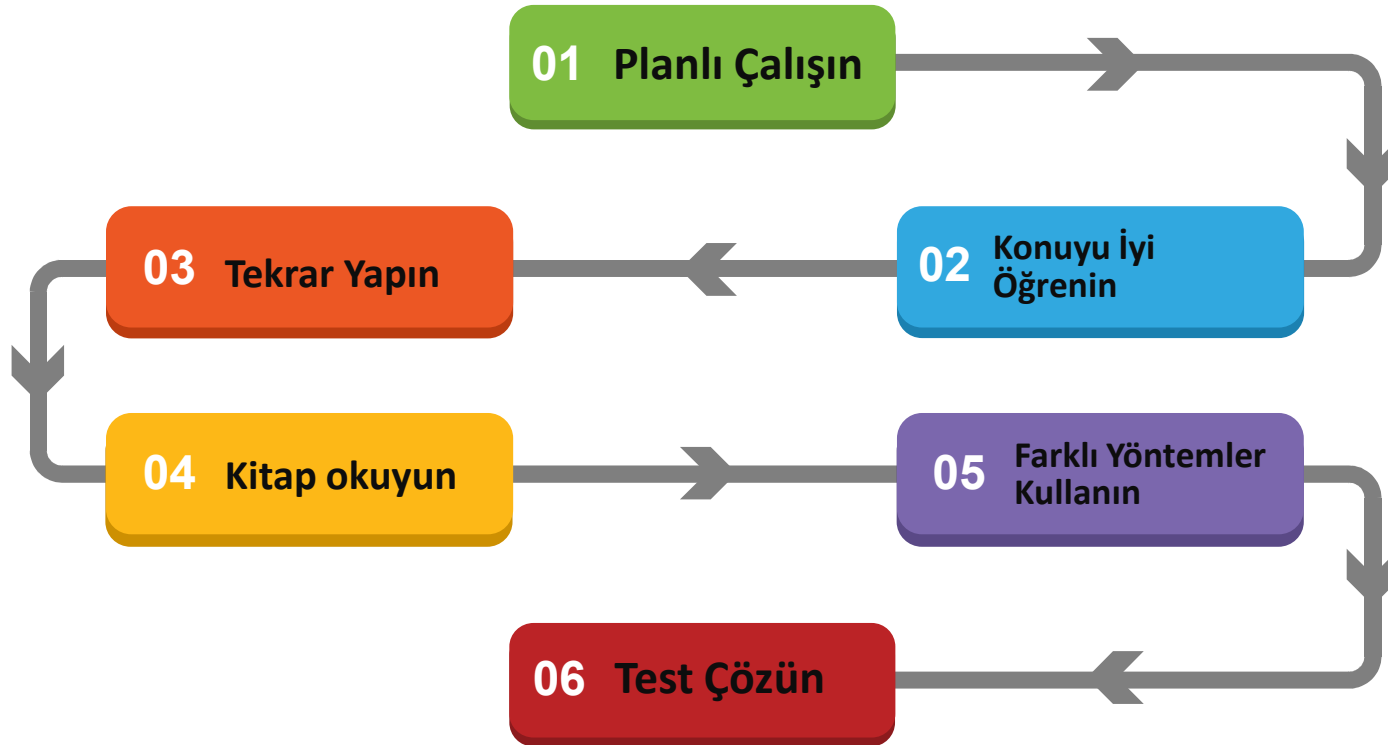 01 Planlı Çalışın
02 Konuyu İyi
Öğrenin
03 Tekrar Yapın
04 Kitap okuyun
05 Farklı Yöntemler
Kullanın
06 Test Çözün